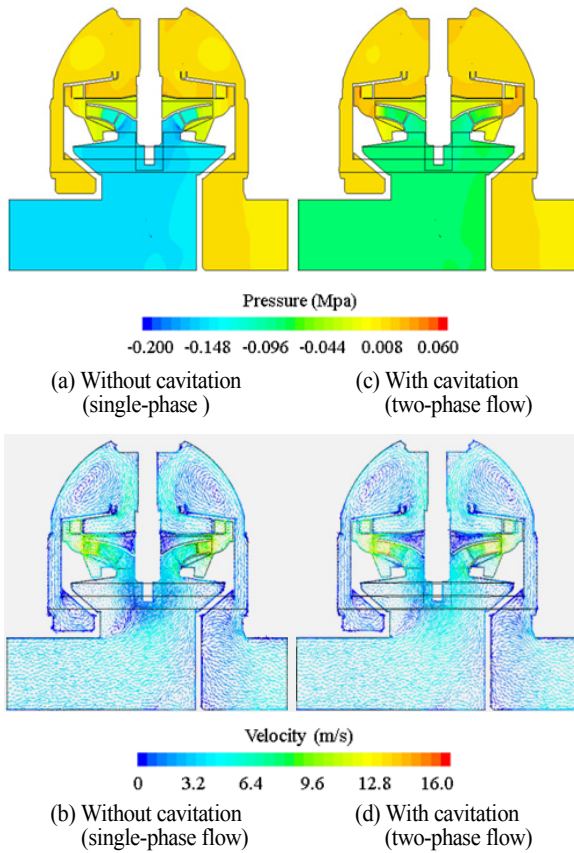 Pressure (Mpa)
-0.200 -0.148 -0.096 -0.044 0.008 0.060
(a) Without cavitation
(single-phase )
(c) With cavitation
(two-phase flow)
Velocity (m/s)
0 3.2 6.4 9.6 12.8 16.0
(b) Without cavitation
(single-phase flow)
(d) With cavitation
(two-phase flow)